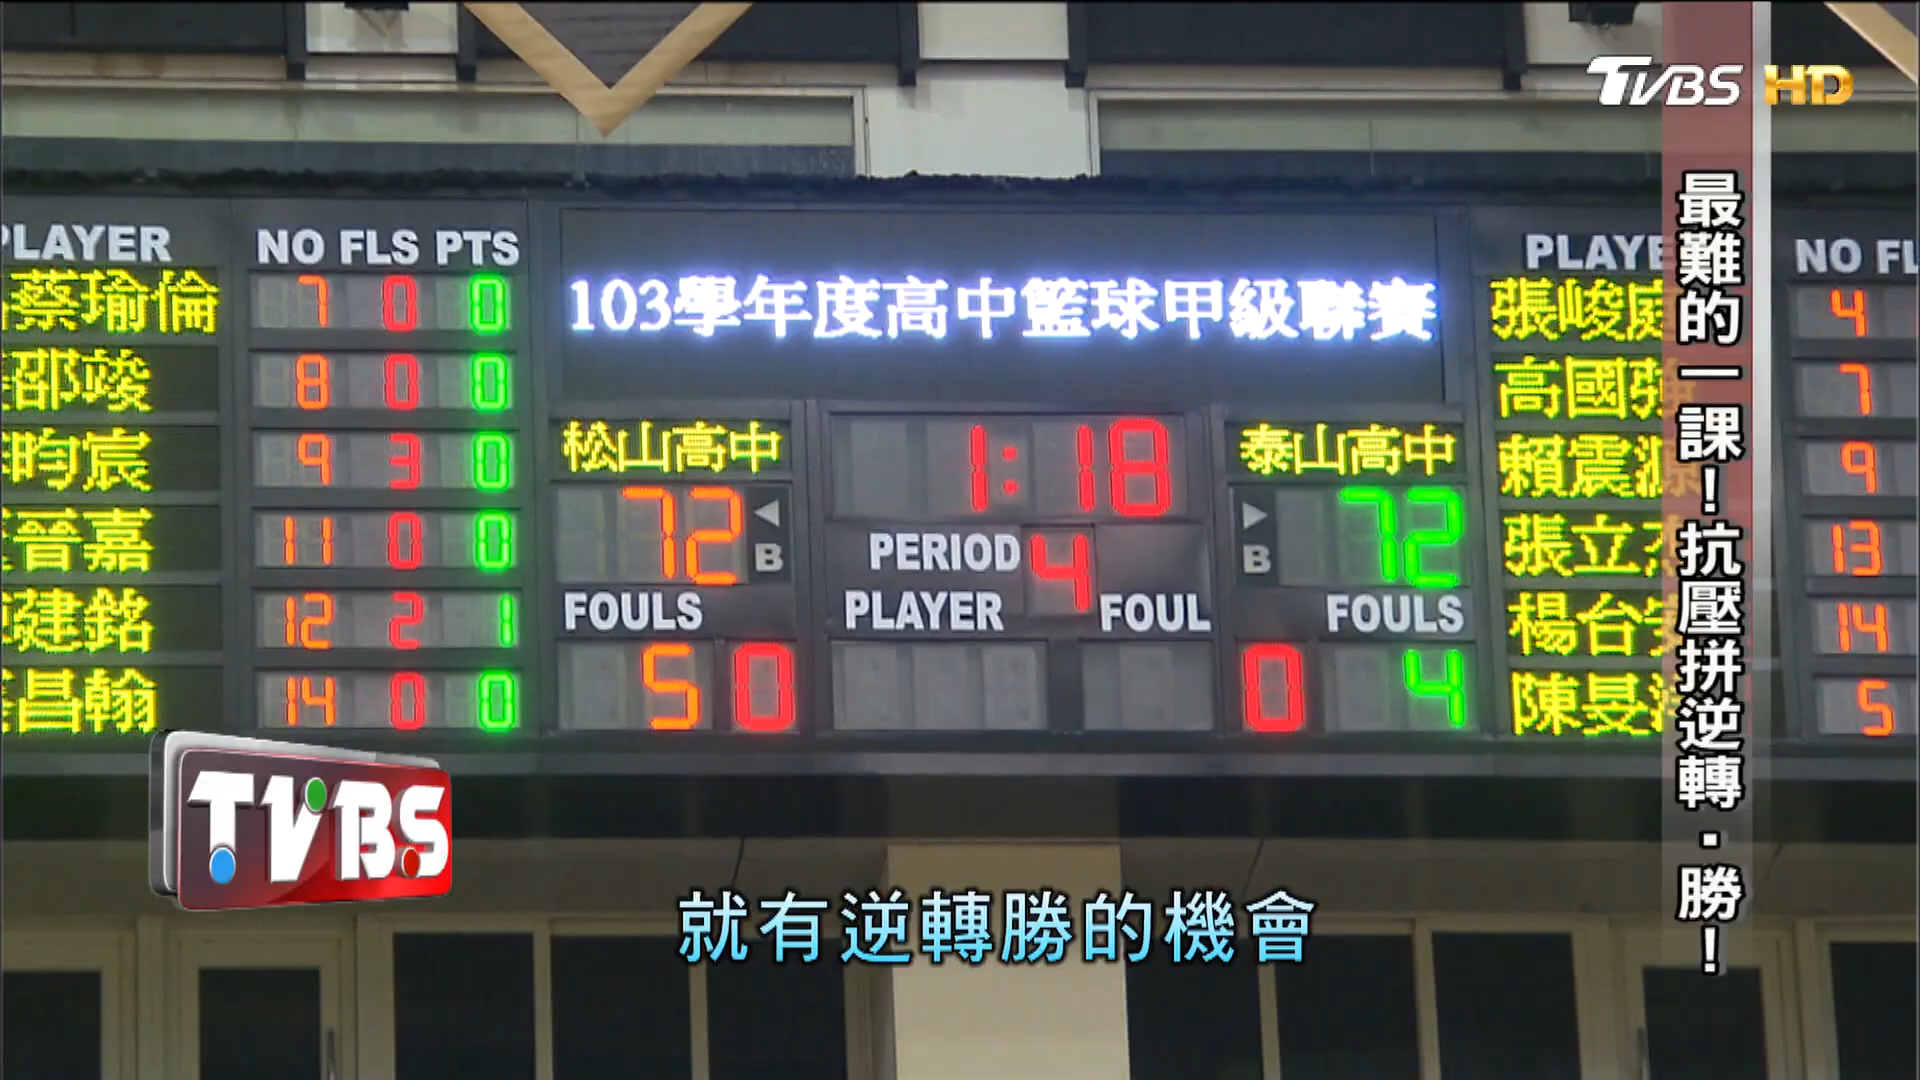 TVBS HD
最難的一課！抗壓拼逆轉．勝！
PLAYER NO FLS PTS
蔡瑜倫 7 0 0
邵竣 8 0 0
昀宸 9 3 0
晉嘉 11 0 0
建銘 12 2 1
昌翰 14 0 0
103學年度高中籃球甲級聯賽
松山高中 1:18 泰山高中
72 B PERIOD 4 B 72
FOULS PLAYER FOUL FOULS
5 0 0 4
PLAYE NO FL
張峻 4
高國 7
賴震 9
張立 13
楊台 14
陳旻 5
TVBS
就有逆轉勝的機會